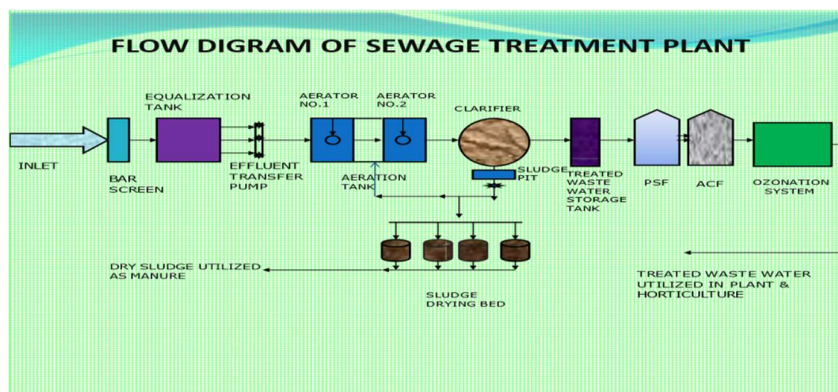 FLOW DIGRAM OF SEWAGE TREATMENT PLANT
EQUALIZATION
TANK
AERATOR
NO.1
AERATOR
NO.2
CLARIFIER
INLET
BAR
SCREEN
EFFLUENT
TRANSFER
PUMP
AERATION
TANK
SLUDGE
PIT
TREATED
WASTE
WATER
STORAGE
TANK
PSF
ACF
OZONATION
SYSTEM
DRY SLUDGE UTILIZED
AS MANURE
SLUDGE
DRYING BED
TREATED WASTE WATER
UTILIZED IN PLANT &
HORTICULTURE